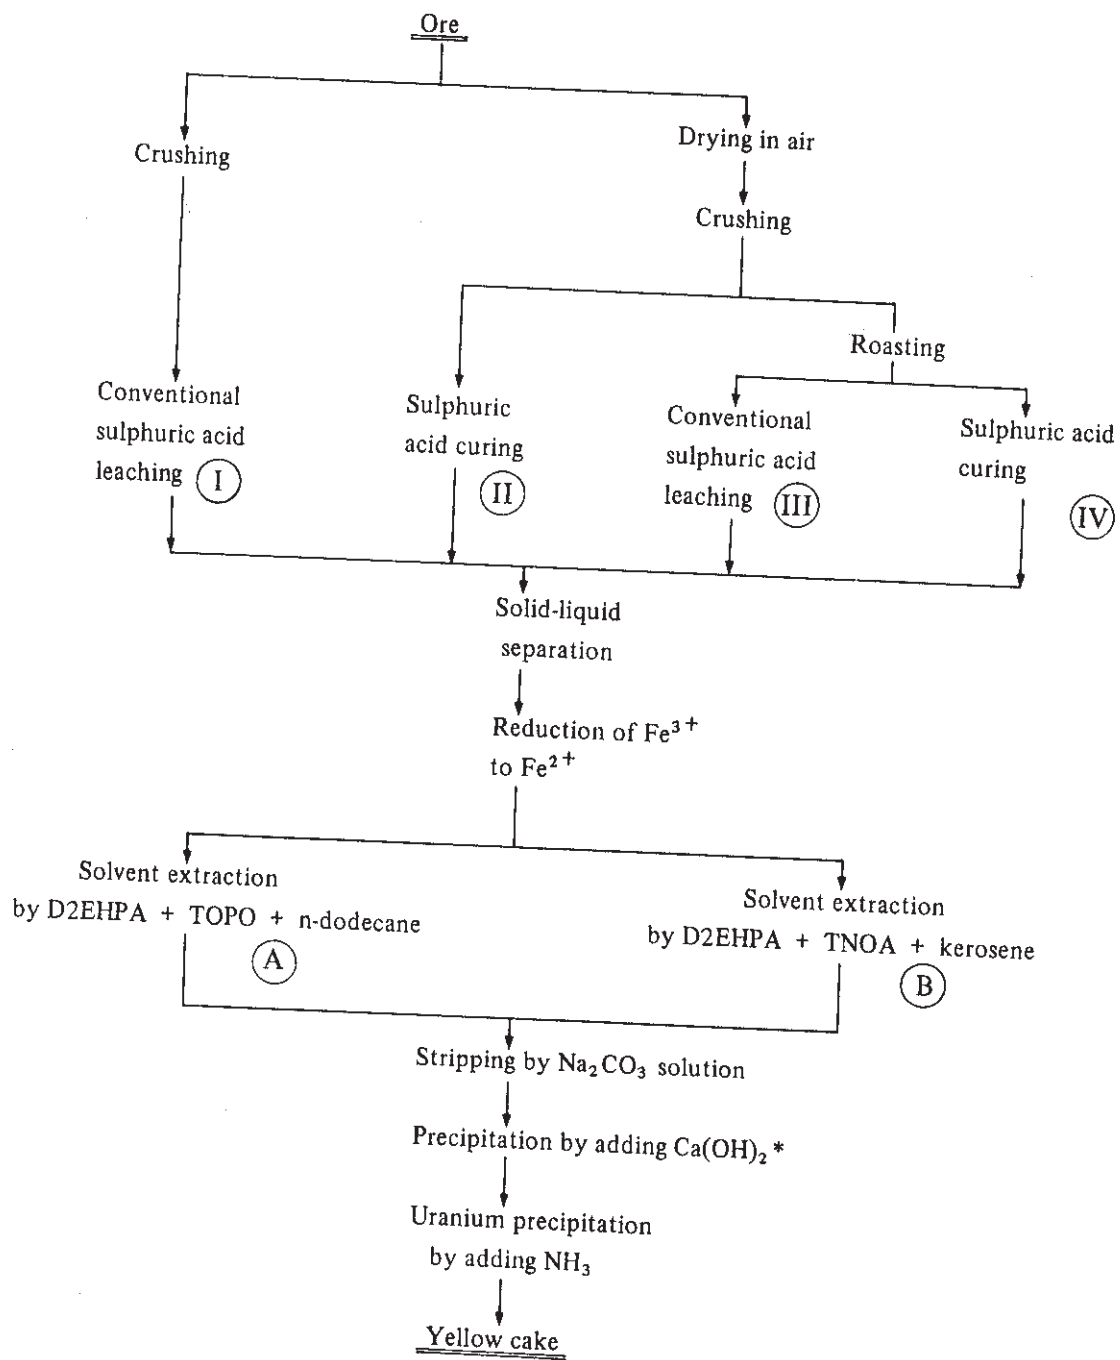 Ore
Crushing
Drying in air
Crushing
Roasting
Conventional
sulphuric acid
leaching I
Sulphuric
acid curing
II
Conventional
sulphuric acid
leaching III
Sulphuric acid
curing
IV
Solid-liquid
separation
Reduction of Fe³⁺
to Fe²⁺
Solvent extraction
by D2EHPA + TOPO + n-dodecane
A
Solvent extraction
by D2EHPA + TNOA + kerosene
B
Stripping by Na₂CO₃ solution
Precipitation by adding Ca(OH)₂ *
Uranium precipitation
by adding NH₃
Yellow cake